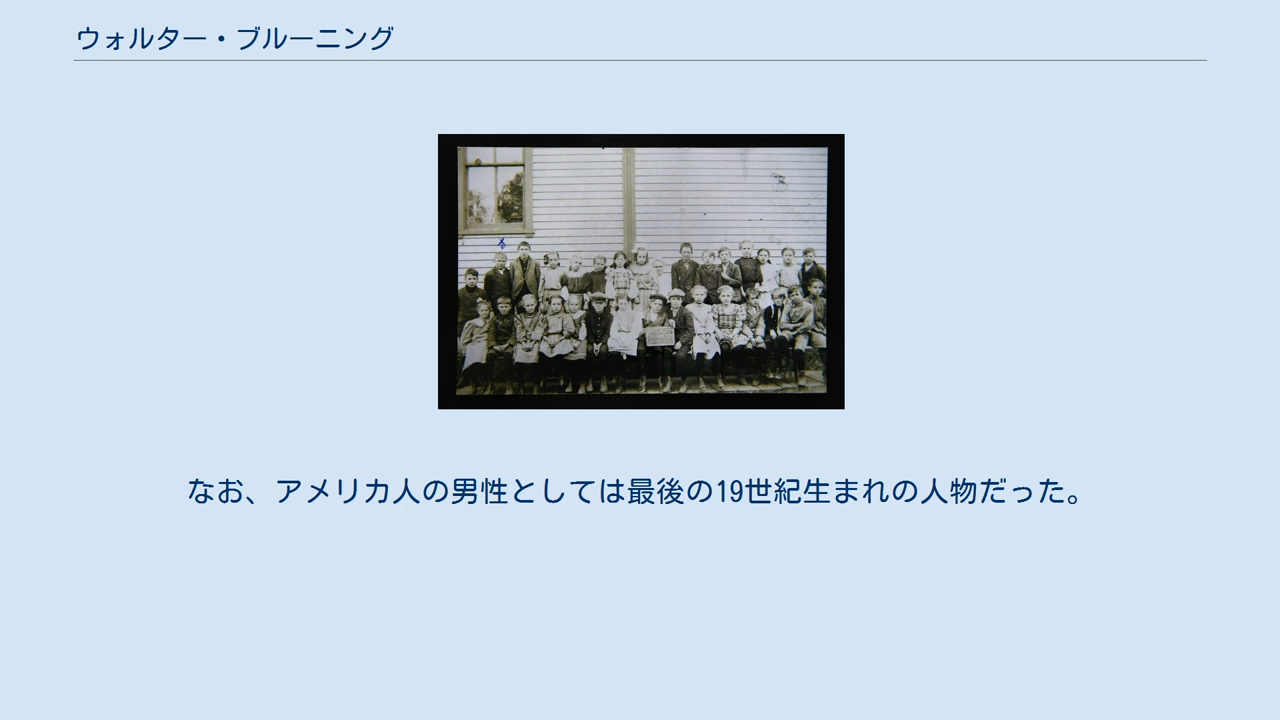 ウォルター・ブルーニング
なお、アメリカ人の男性としては最後の19世紀生まれの人物だった。